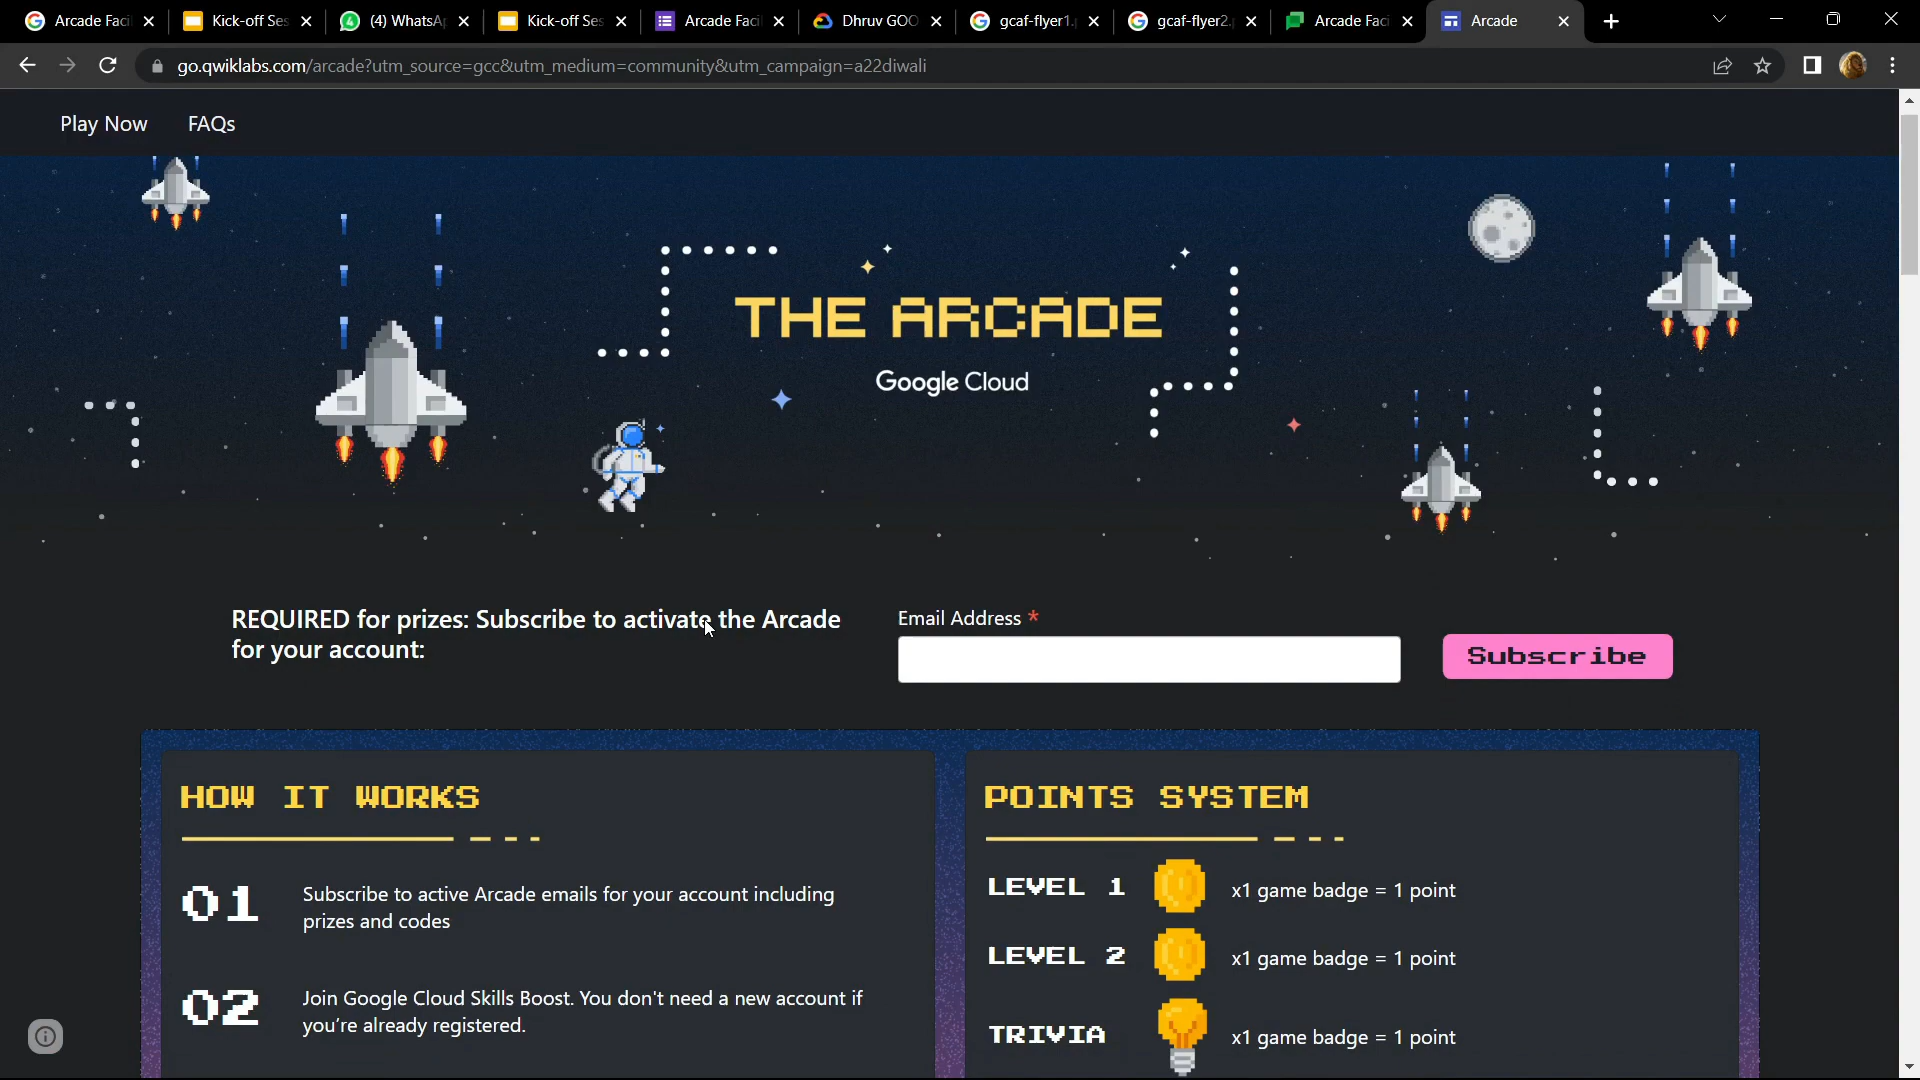 Arcade Faci
Kick-off Ses
(4) WhatsAp
Kick-off Ses
Arcade Faci
Dhruv GOO
gcaf-flyer1.
gcaf-flyer2.
Arcade Faci
Arcade
go.qwiklabs.com/arcade?utm_source=gcc&utm_medium=community&utm_campaign=a22diwali
Play Now
FAQs
THE ARCADE
Google Cloud
REQUIRED for prizes: Subscribe to activate the Arcade
for your account:
Email Address *
Subscribe
HOW IT WORKS
01
Subscribe to active Arcade emails for your account including
prizes and codes
02
Join Google Cloud Skills Boost. You don't need a new account if
you're already registered.
POINTS SYSTEM
LEVEL 1
x1 game badge = 1 point
LEVEL 2
x1 game badge = 1 point
TRIVIA
x1 game badge = 1 point